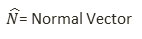 N̂= Normal Vector